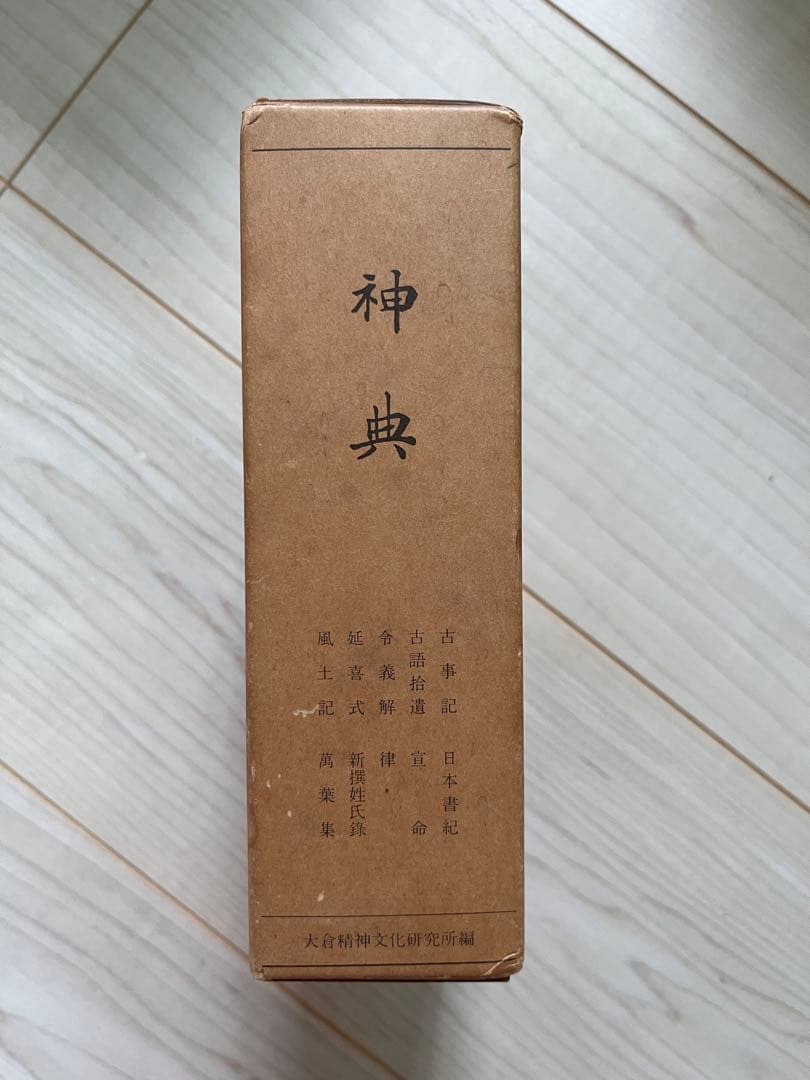 神典
古事記 日本書紀
古語拾遺 宣命
令義解 律
延喜式 新撰姓氏錄
風土記 萬葉集
大倉精神文化研究所編